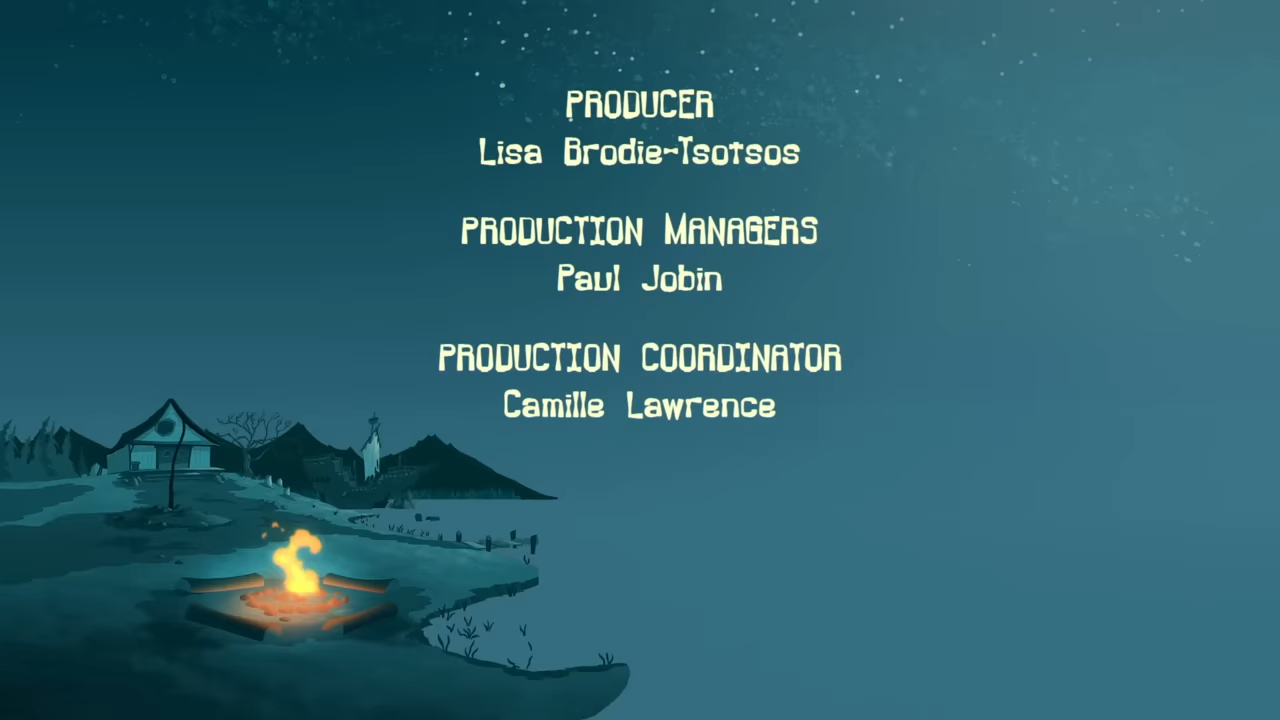 PRODUCER
Lisa Brodie-Tsotsos
PRODUCTION MANAGERS
Paul Jobin
PRODUCTION COORDINATOR
Camille Lawrence